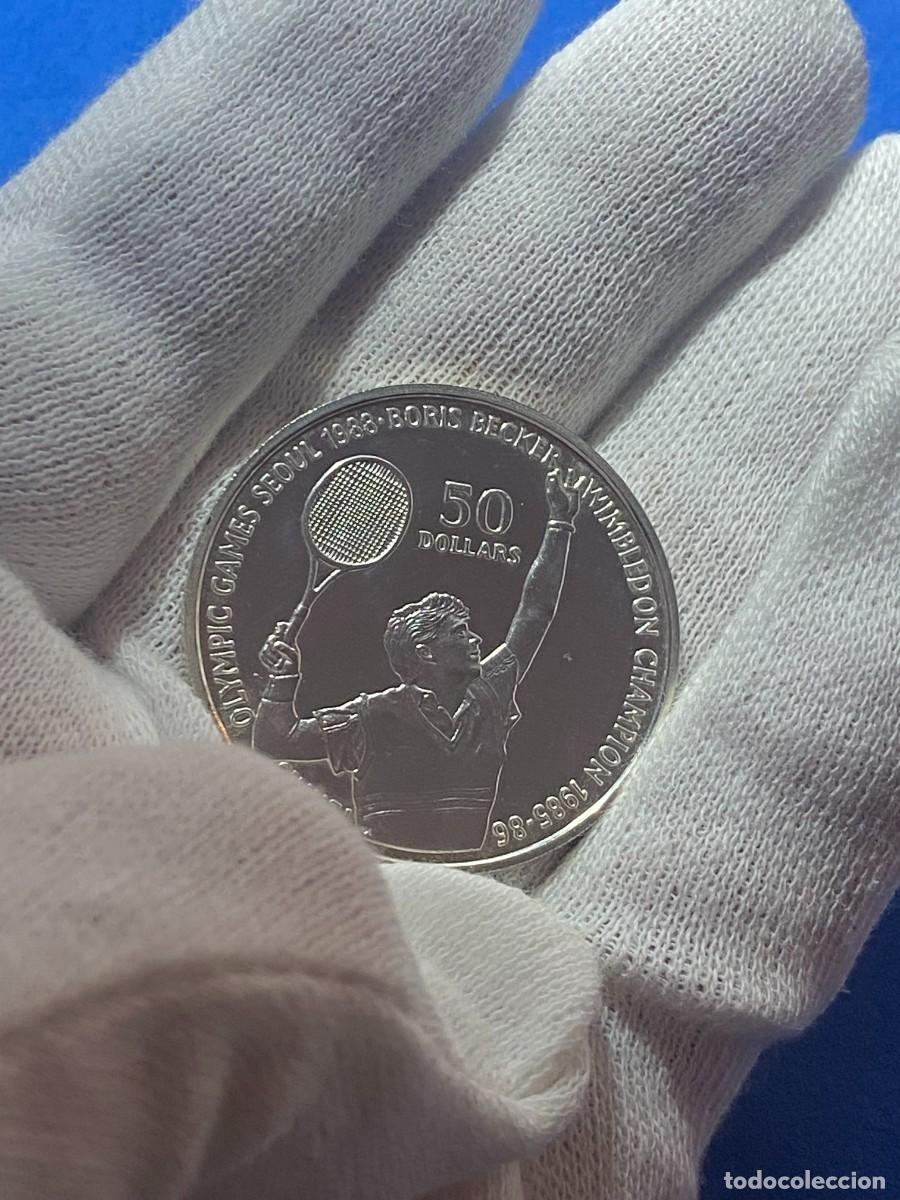 OLYMPIC GAMES SEOUL 1988 · BORIS BECKER · WIMBLEDON CHAMPION 1985-86
50
DOLLARS
todocoleccion